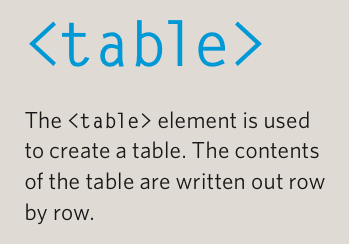 <table>
The <table> element is used
to create a table. The contents
of the table are written out row
by row.